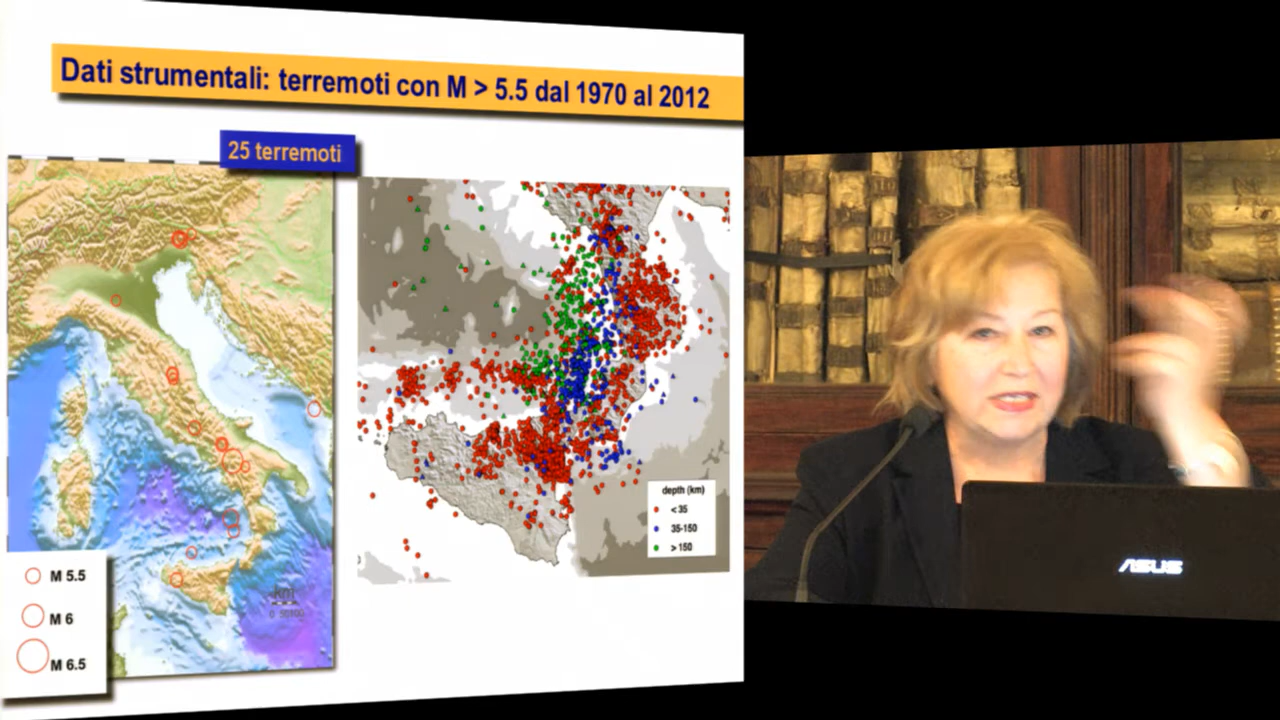 Dati strumentali: terremoti con M > 5.5 dal 1970 al 2012
25 terremoti
M 5.5
M 6
M 6.5
km
depth (km)
< 35
35-150
> 150
ASUS